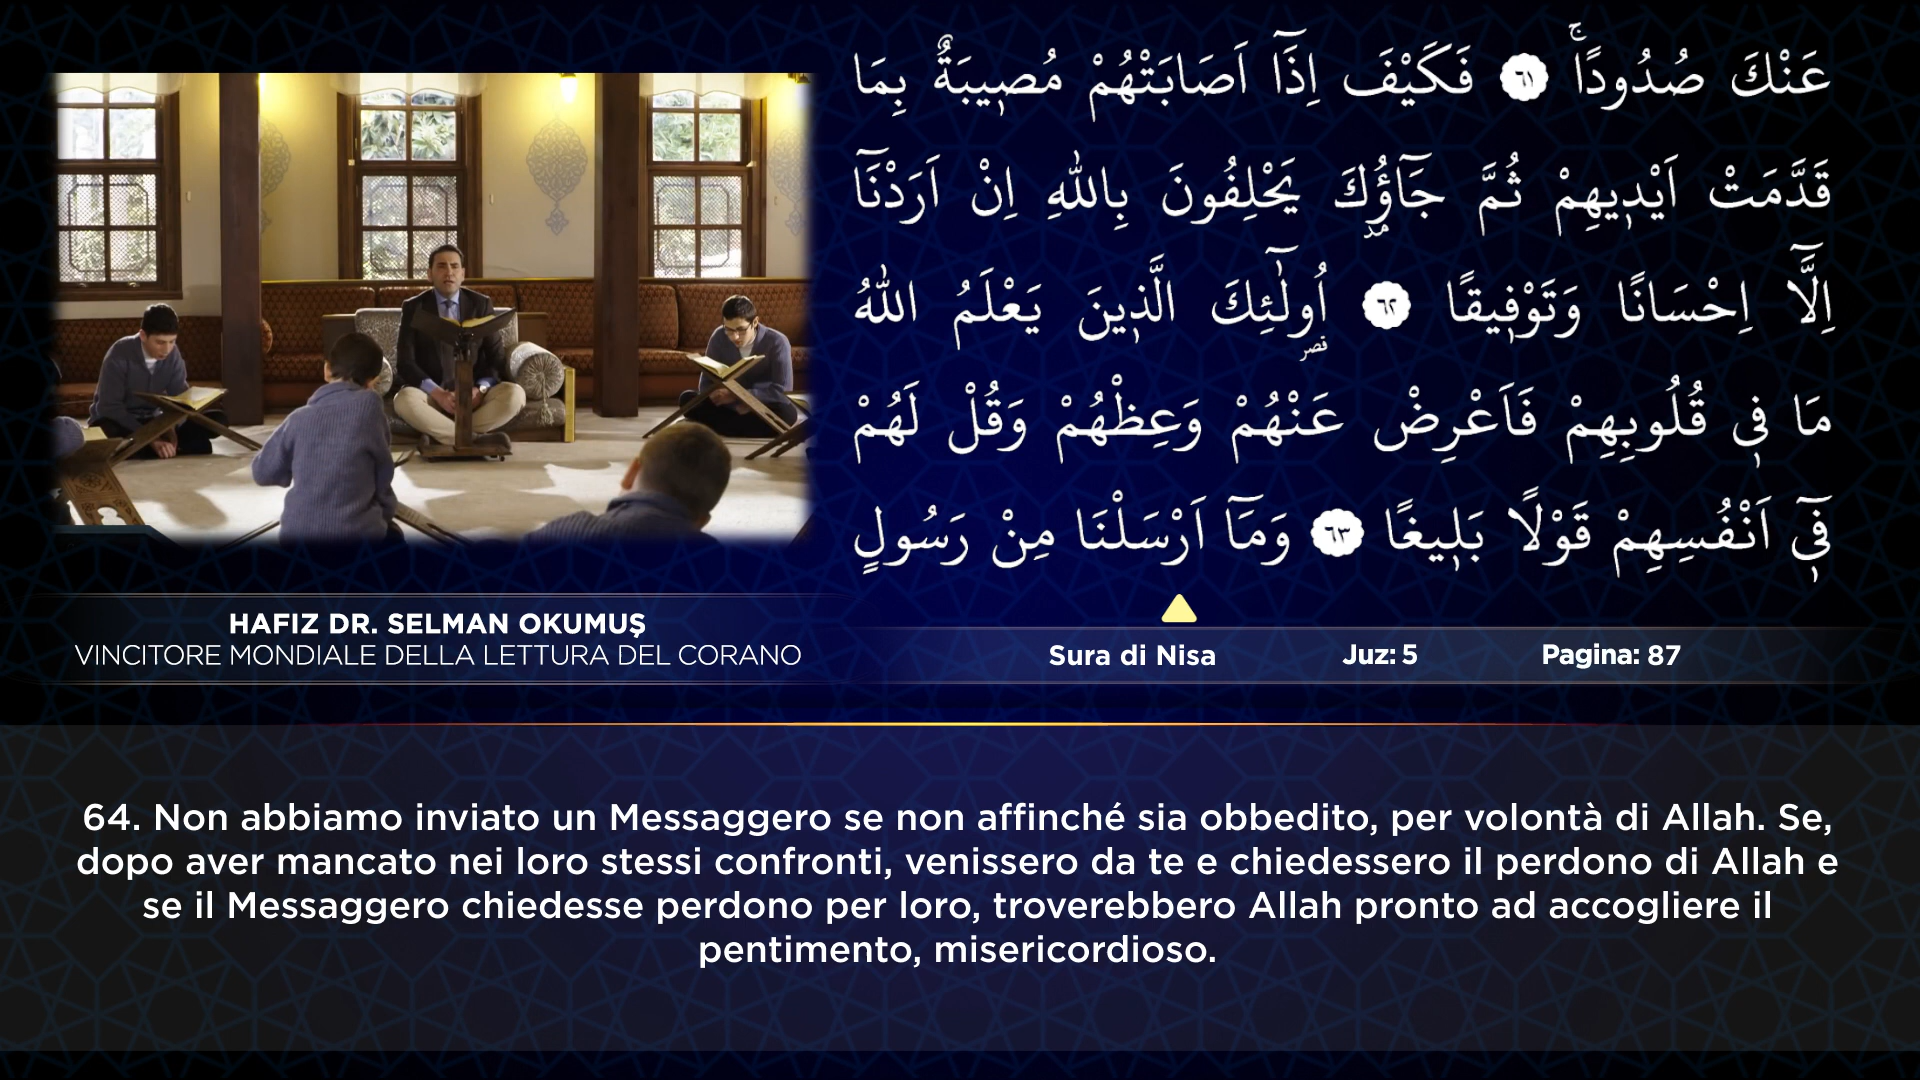 عَنْكَ صُدُودًاۚ ﴿٦١﴾ فَكَيْفَ اِذَٓا اَصَابَتْهُمْ مُص۪يبَةٌ بِمَا
قَدَّمَتْ اَيْد۪يهِمْ ثُمَّ جَٓاؤُ۫كَ يَحْلِفُونَ بِاللّٰهِ اِنْ اَرَدْنَٓا
اِلَّٓا اِحْسَانًا وَتَوْف۪يقًا ﴿٦٢﴾ اُو۬لٰٓئِكَ الَّذ۪ينَ يَعْلَمُ اللّٰهُ
مَا ف۪ي قُلُوبِهِمْ فَاَعْرِضْ عَنْهُمْ وَعِظْهُمْ وَقُلْ لَهُمْ
ف۪ٓي اَنْفُسِهِمْ قَوْلًا بَل۪يغًا ﴿٦٣﴾ وَمَٓا اَرْسَلْنَا مِنْ رَسُولٍ
HAFIZ DR. SELMAN OKUMUŞ
VINCITORE MONDIALE DELLA LETTURA DEL CORANO
Sura di Nisa Juz: 5 Pagina: 87
64. Non abbiamo inviato un Messaggero se non affinché sia obbedito, per volontà di Allah. Se,
dopo aver mancato nei loro stessi confronti, venissero da te e chiedessero il perdono di Allah e
se il Messaggero chiedesse perdono per loro, troverebbero Allah pronto ad accogliere il
pentimento, misericordioso.